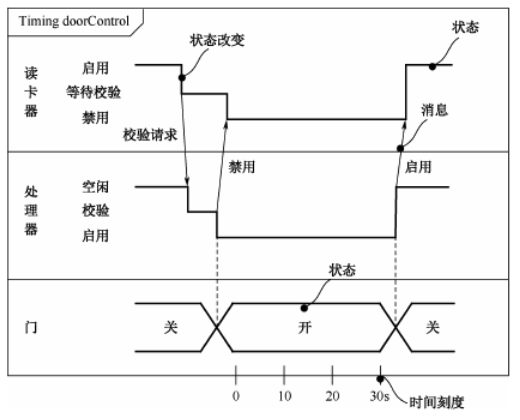 Timing doorControl
状态改变
状态
读卡器
启用
等待校验
禁用
校验请求
消息
禁用
启用
处理器
空闲
校验
启用
状态
门
关
开
关
0 10 20 30s
时间刻度